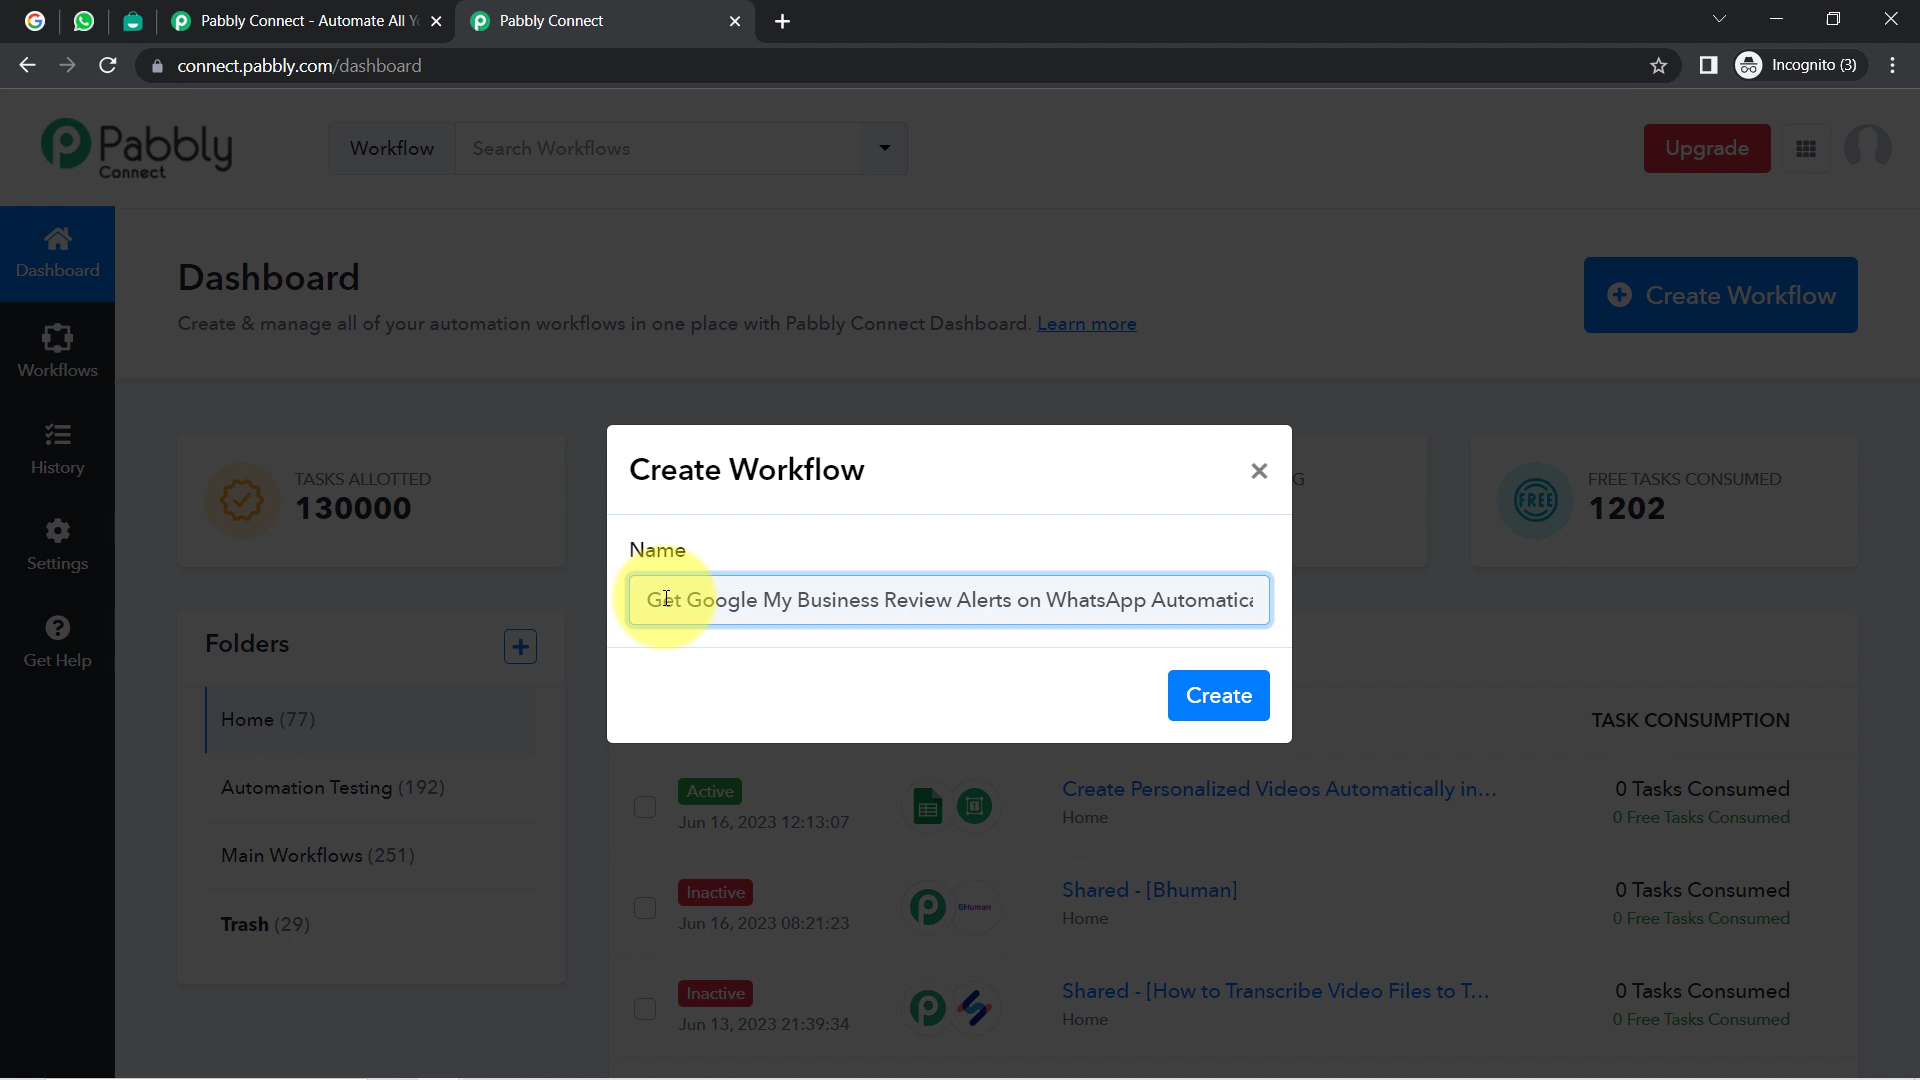 Pabbly Connect - Automate All Y
Pabbly Connect
connect.pabbly.com/dashboard
Incognito (3)
Pabbly
Connect
Workflow
Search Workflows
Upgrade
Dashboard
Workflows
History
Settings
Get Help
Dashboard
Create & manage all of your automation workflows in one place with Pabbly Connect Dashboard. Learn more
Create Workflow
TASKS ALLOTTED
130000
G
FREE
FREE TASKS CONSUMED
1202
Create Workflow
Name
Get Google My Business Review Alerts on WhatsApp Automatica
Create
Folders
Home (77)
Automation Testing (192)
Main Workflows (251)
Trash (29)
TASK CONSUMPTION
Active
Jun 16, 2023 12:13:07
Create Personalized Videos Automatically in...
Home
0 Tasks Consumed
0 Free Tasks Consumed
Inactive
Jun 16, 2023 08:21:23
BHuman
Shared - [Bhuman]
Home
0 Tasks Consumed
0 Free Tasks Consumed
Inactive
Jun 13, 2023 21:39:34
Shared - [How to Transcribe Video Files to T...
Home
0 Tasks Consumed
0 Free Tasks Consumed